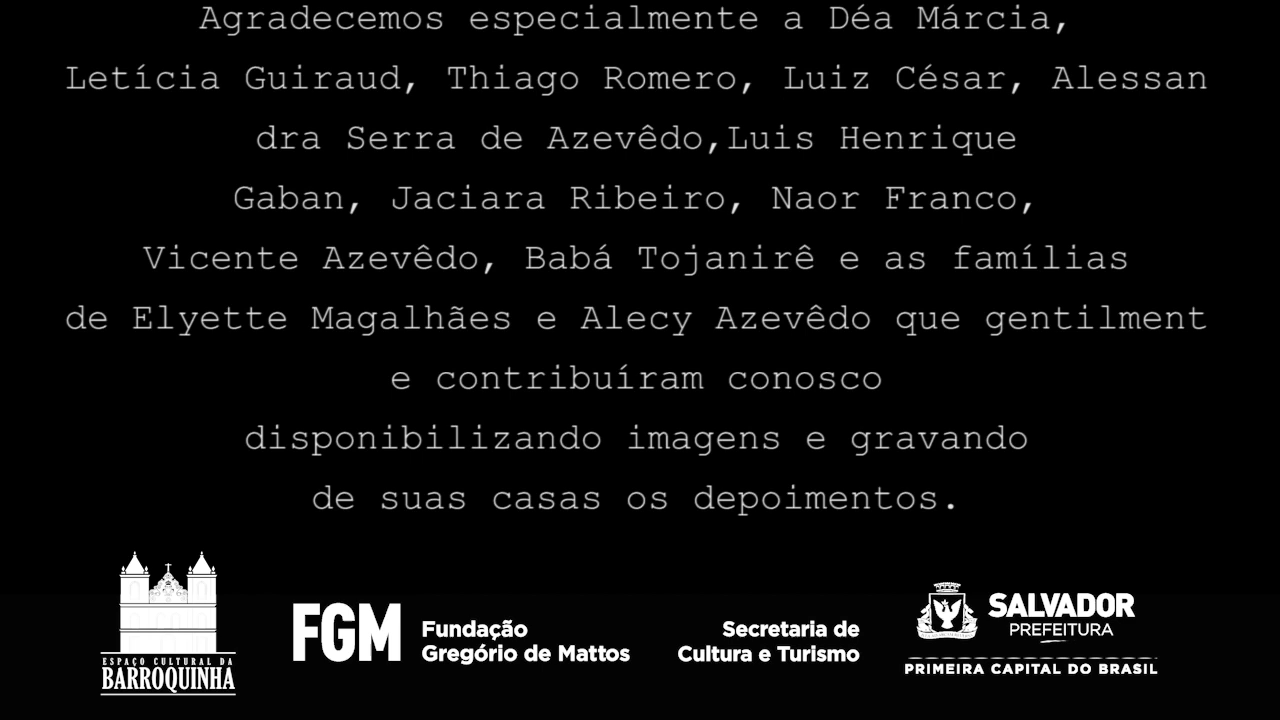 Agradecemos especialmente a Déa Márcia,
Letícia Guiraud, Thiago Romero, Luiz César, Alessan
dra Serra de Azevêdo,Luis Henrique
Gaban, Jaciara Ribeiro, Naor Franco,
Vicente Azevêdo, Babá Tojanirê e as famílias
de Elyette Magalhães e Alecy Azevêdo que gentilment
e contribuíram conosco
disponibilizando imagens e gravando
de suas casas os depoimentos.
ESPAÇO CULTURAL DA
BARROQUINHA
FGM
Fundação
Gregório de Mattos
Secretaria de
Cultura e Turismo
SALVADOR
PREFEITURA
PRIMEIRA CAPITAL DO BRASIL